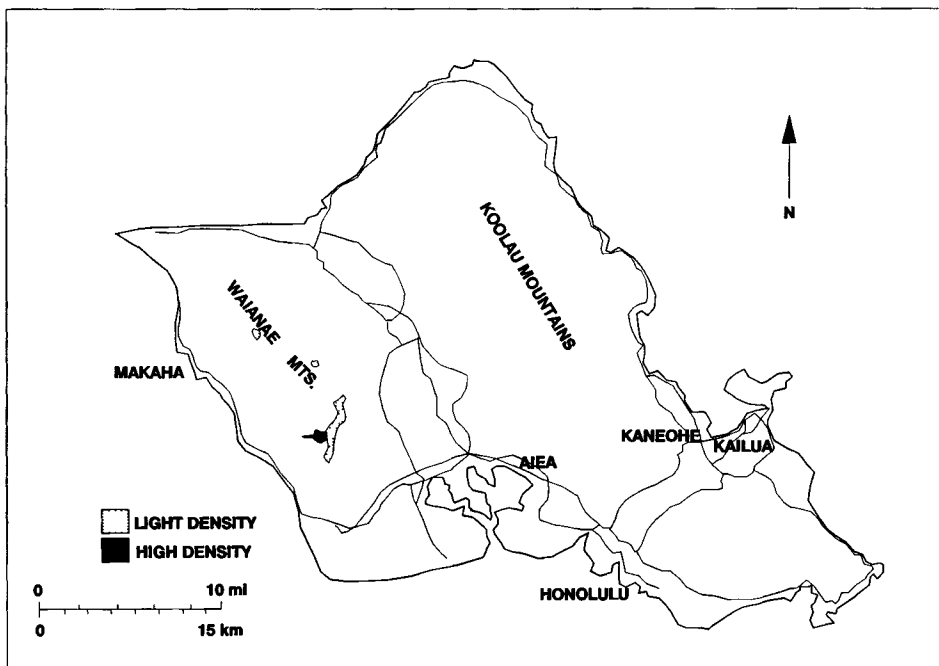 N
KOOLAU MOUNTAINS
WAIANAE MTS.
MAKAHA
KANEOHE
KAILUA
AIEA
HONOLULU
LIGHT DENSITY
HIGH DENSITY
0 10 mi
0 15 km